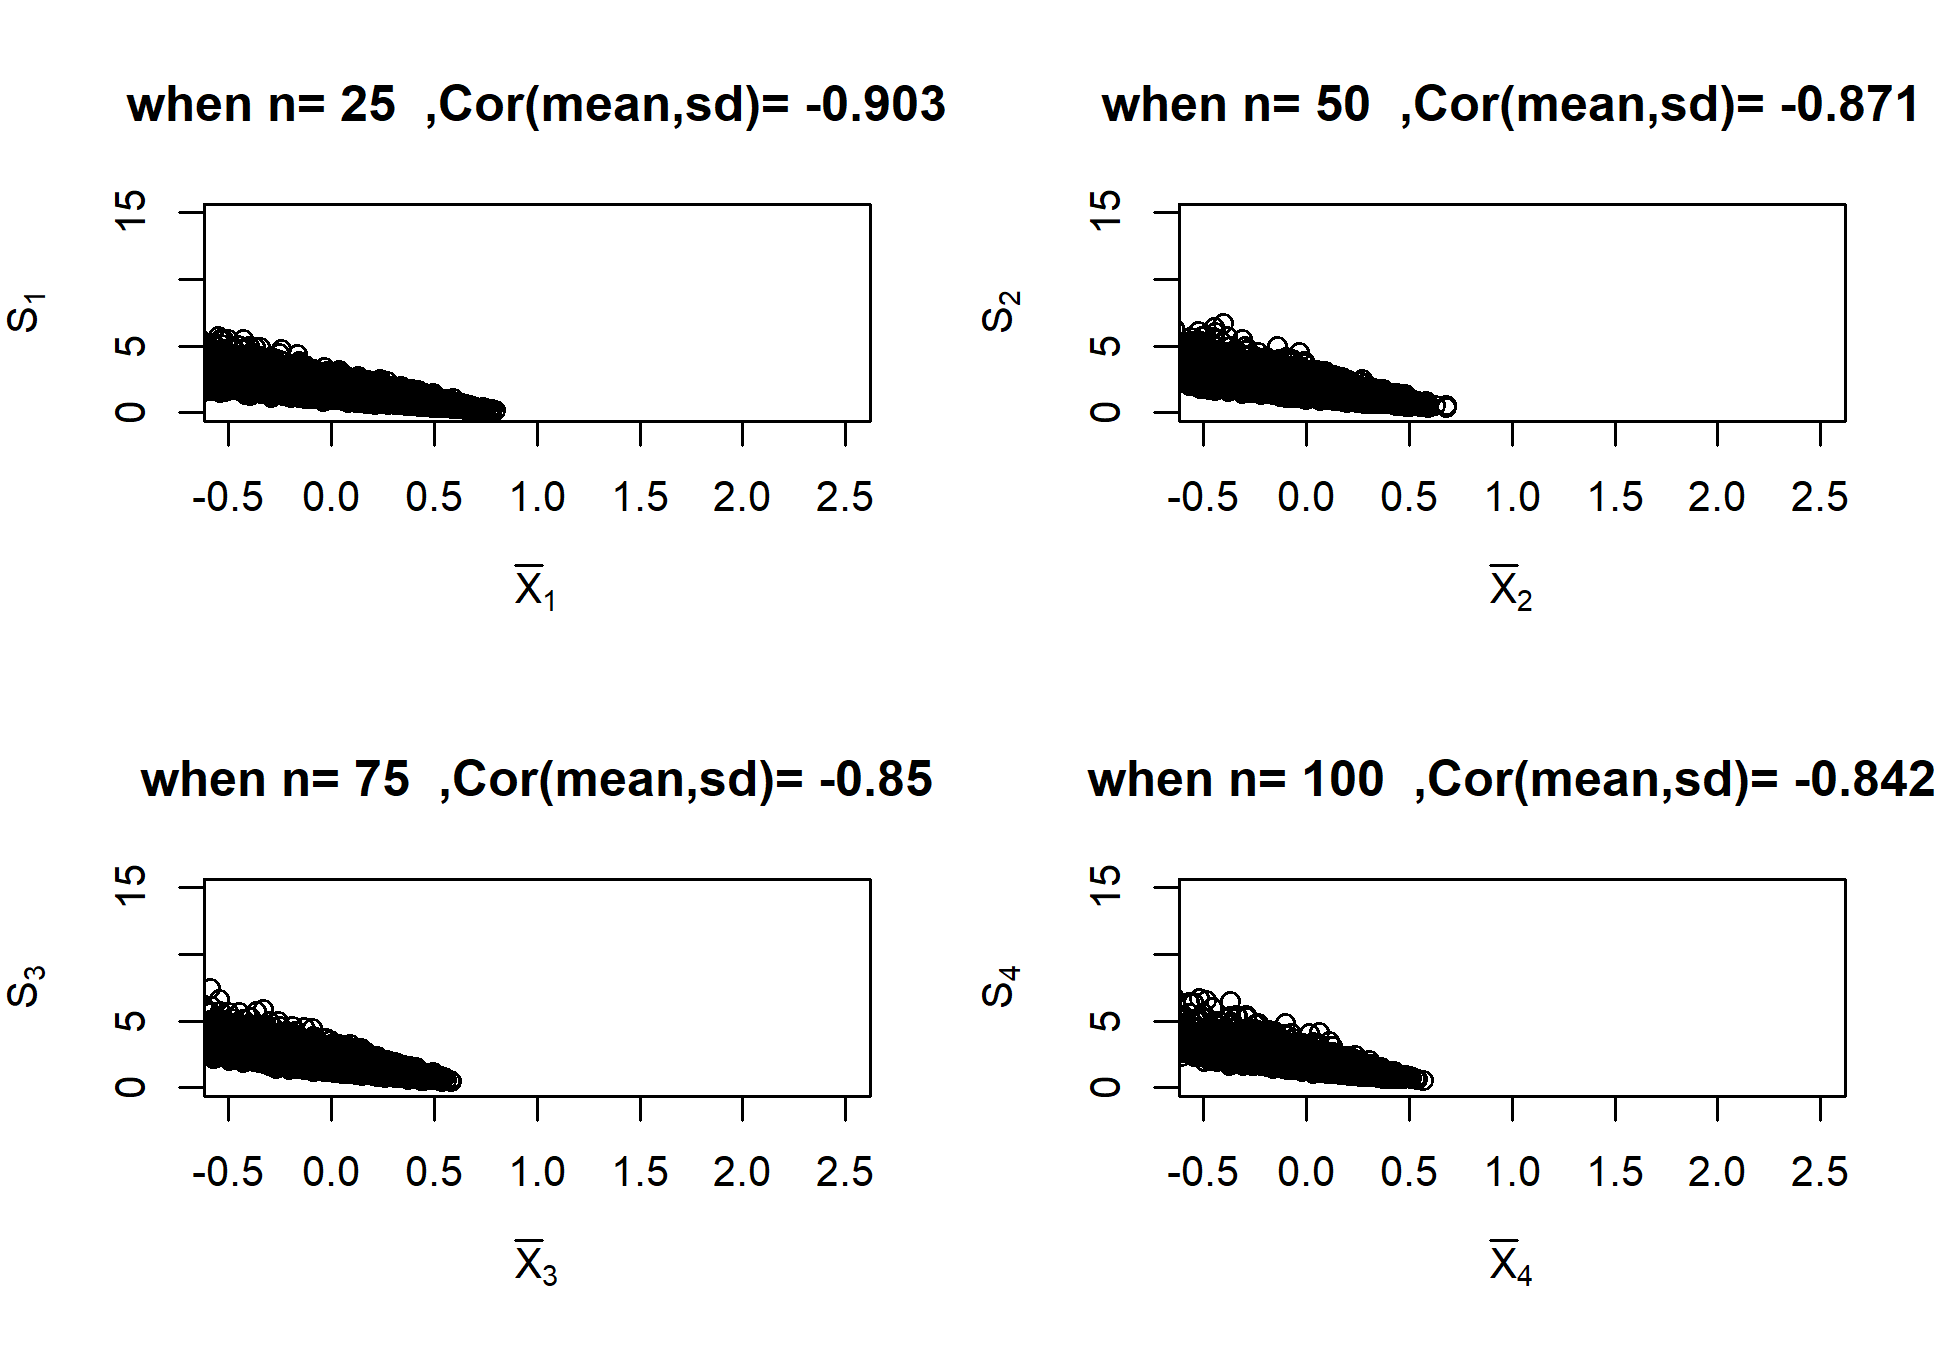 when n= 25  ,Cor(mean,sd)= -0.903
S₁
15
5
0
-0.5 0.0 0.5 1.0 1.5 2.0 2.5
X̅₁
when n= 50  ,Cor(mean,sd)= -0.871
S₂
15
5
0
-0.5 0.0 0.5 1.0 1.5 2.0 2.5
X̅₂
when n= 75  ,Cor(mean,sd)= -0.85
S₃
15
5
0
-0.5 0.0 0.5 1.0 1.5 2.0 2.5
X̅₃
when n= 100  ,Cor(mean,sd)= -0.842
S₄
15
5
0
-0.5 0.0 0.5 1.0 1.5 2.0 2.5
X̅₄